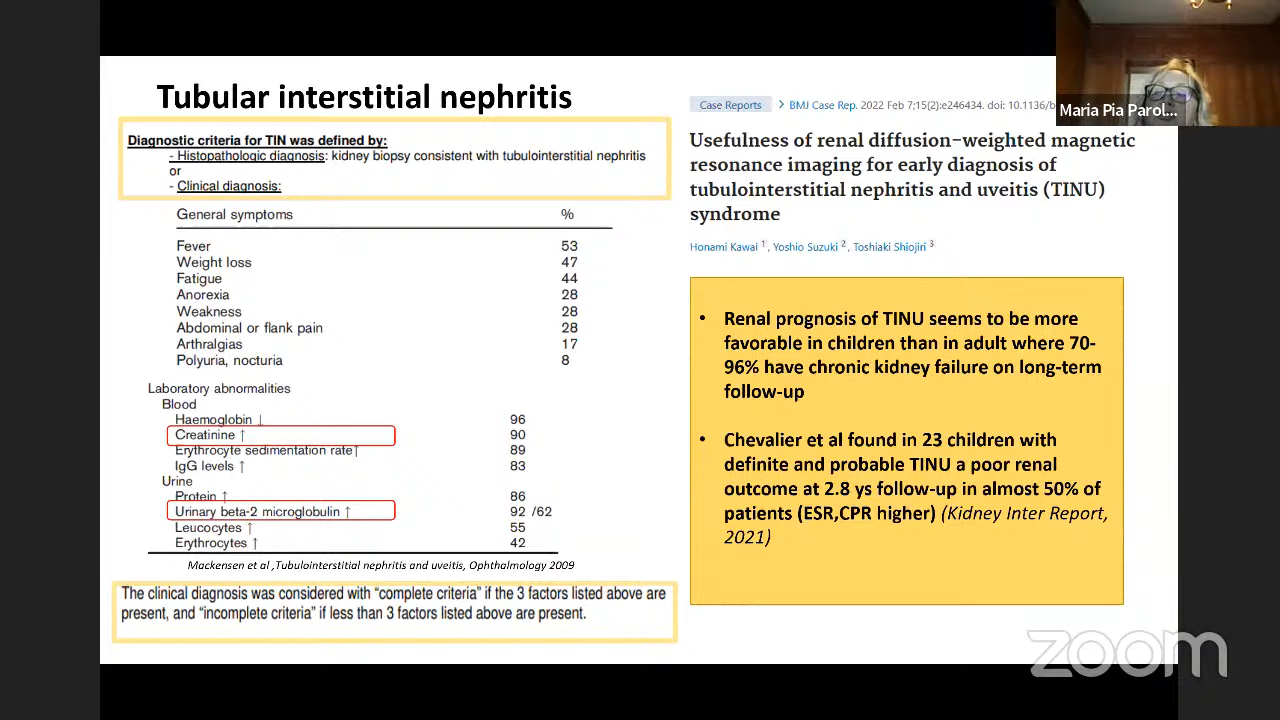 Tubular interstitial nephritis
Diagnostic criteria for TIN was defined by:
- Histopathologic diagnosis: kidney biopsy consistent with tubulointerstitial nephritis
or
- Clinical diagnosis:
General symptoms %
Fever 53
Weight loss 47
Fatigue 44
Anorexia 28
Weakness 28
Abdominal or flank pain 28
Arthralgias 17
Polyuria, nocturia 8
Laboratory abnormalities
Blood
Haemoglobin ↓ 96
Creatinine ↑ 90
Erythrocyte sedimentation rate↑ 89
IgG levels ↑ 83
Urine
Protein ↑ 86
Urinary beta-2 microglobulin ↑ 92 /62
Leucocytes ↑ 55
Erythrocytes ↑ 42
Mackensen et al ,Tubulointerstitial nephritis and uveitis, Ophthalmology 2009
The clinical diagnosis was considered with “complete criteria” if the 3 factors listed above are
present, and “incomplete criteria” if less than 3 factors listed above are present.
Case Reports > BMJ Case Rep. 2022 Feb 7;15(2):e246434. doi: 10.1136/b
Usefulness of renal diffusion-weighted magnetic
resonance imaging for early diagnosis of
tubulointerstitial nephritis and uveitis (TINU)
syndrome
Honami Kawai 1, Yoshio Suzuki 2, Toshiaki Shiojiri 3
• Renal prognosis of TINU seems to be more
favorable in children than in adult where 70-
96% have chronic kidney failure on long-term
follow-up
• Chevalier et al found in 23 children with
definite and probable TINU a poor renal
outcome at 2.8 ys follow-up in almost 50% of
patients (ESR,CPR higher) (Kidney Inter Report,
2021)
Maria Pia Parol...
zoom